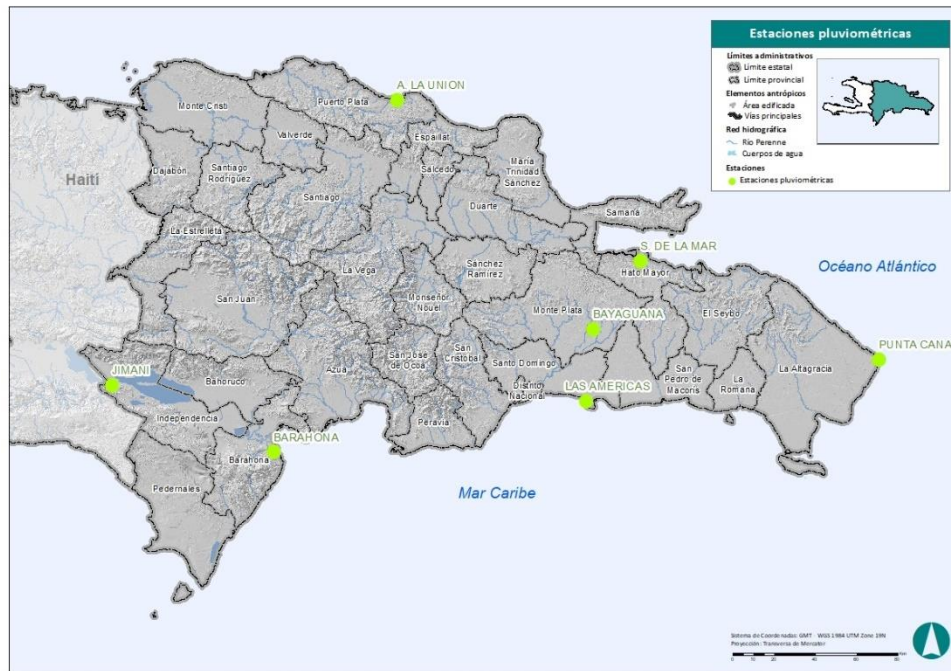 Estaciones pluviométricas
Límites administrativos
Límite estatal
Límite provincial
Elementos antrópicos
Área edificada
Vías principales
Red hidrográfica
Río Perenne
Cuerpos de agua
Estaciones
Estaciones pluviométricas
A. LA UNION
Puerto Plata
Monte Cristi
Espaillat
Valverde
Haití
Dajabón
Santiago
Rodríguez
Santiago
Salcedo
María
Trinidad
Sánchez
Duarte
Samaná
La Estrelleta
S. DE LA MAR
Hato Mayor
Océano Atlántico
La Vega
Sánchez
Ramírez
San Juan
Monseñor
Nouel
Monte Plata
BAYAGUANA
El Seybo
PUNTA CANA
JIMANI
Bahoruco
Azua
San José
de Ocoa
San
Cristóbal
Santo Domingo
Distrito
Nacional
LAS AMÉRICAS
San
Pedro de
Macorís
La
Romana
La Altagracia
Independencia
Peravia
BARAHONA
Barahona
Pedernales
Mar Caribe
Sistema de Coordenadas: GMT - WGS 1984 UTM Zone 19N
Proyección: Transversa de Mercator